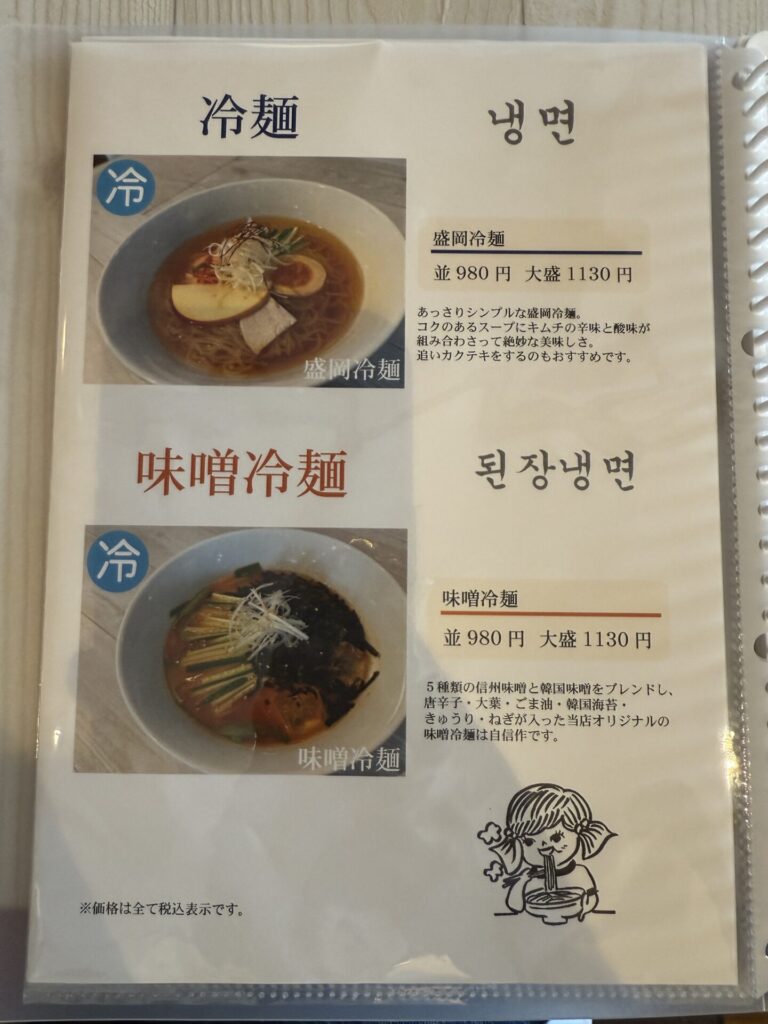 冷麺
냉면
冷
盛岡冷麺
盛岡冷麺
並 980 円 大盛 1130 円
あっさりシンプルな盛岡冷麺。
コクのあるスープにキムチの辛味と酸味が
組み合わさって絶妙な美味しさ。
追いカクテキをするのもおすすめです。
味噌冷麺
된장냉면
冷
味噌冷麺
味噌冷麺
並 980 円 大盛 1130 円
５種類の信州味噌と韓国味噌をブレンドし、
唐辛子・大葉・ごま油・韓国海苔・
きゅうり・ねぎが入った当店オリジナルの
味噌冷麺は自信作です。
※価格は全て税込表示です。